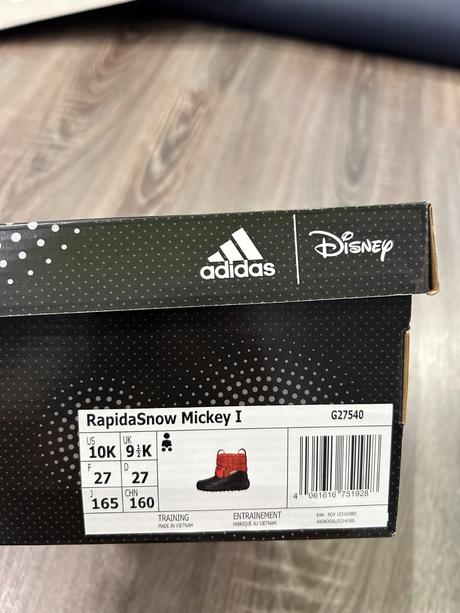 adidas
Disney
RapidaSnow Mickey I
G27540
US 10K UK 9½K
F 27 D 27
J 165 CHN 160
4 061616 751928
TRAINING ENTRAINEMENT
MADE IN VIETNAM FABRIQUÉ AU VIETNAM